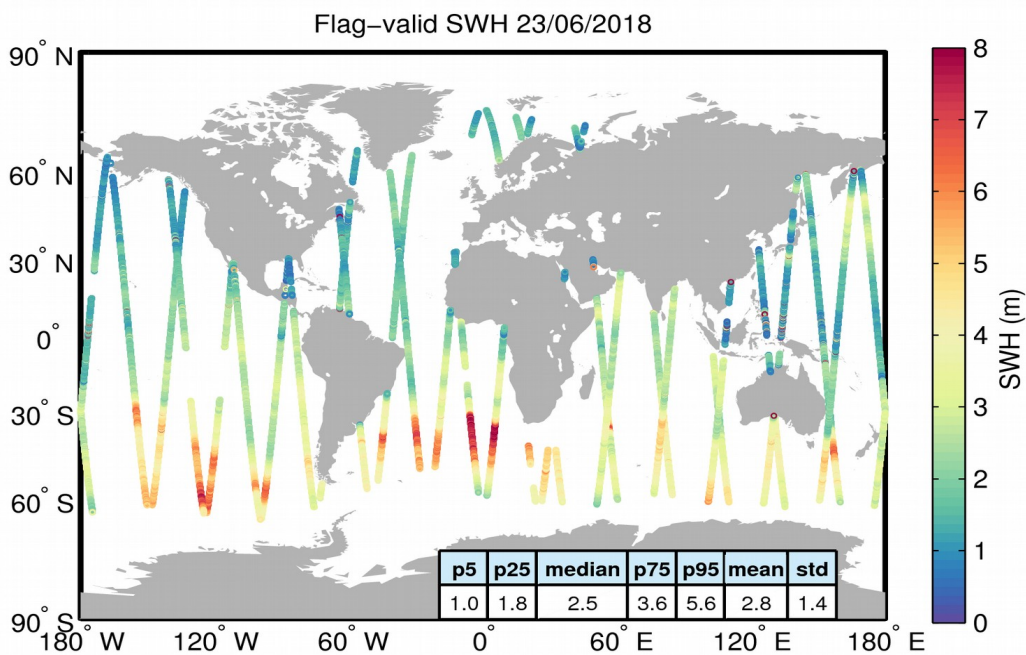 Flag−valid SWH 23/06/2018
90° N
60° N
30° N
0°
30° S
60° S
90° S
180° W
120° W
60° W
0°
60° E
120° E
180° E
8
7
6
5
4
3
2
1
0
SWH (m)
p5 p25 median p75 p95 mean std
1.0 1.8 2.5 3.6 5.6 2.8 1.4